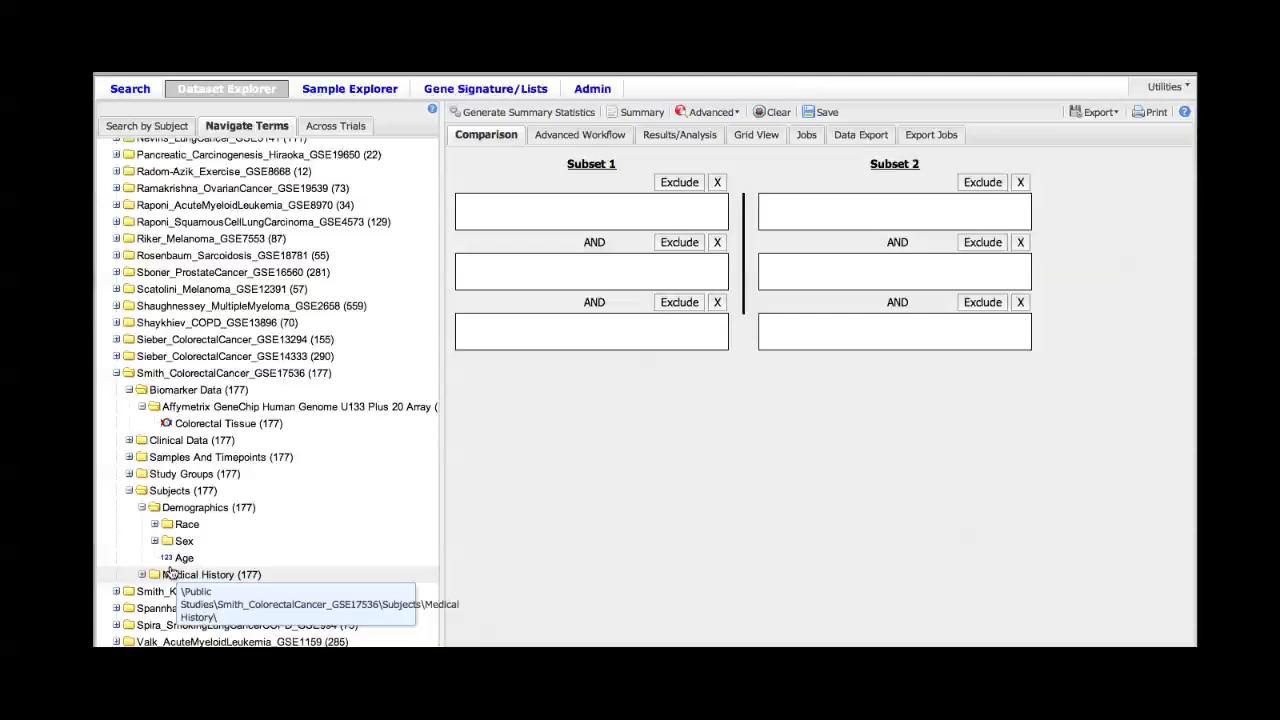 Search Dataset Explorer Sample Explorer Gene Signature/Lists Admin Utilities
Generate Summary Statistics Summary Advanced Clear Save Export Print
Search by Subject Navigate Terms Across Trials
Comparison Advanced Workflow Results/Analysis Grid View Jobs Data Export Export Jobs
Pancreatic_Carcinogenesis_Hiraoka_GSE19650 (22)
Radom-Azik_Exercise_GSE8668 (12)
Ramakrishna_OvarianCancer_GSE19539 (73)
Raponi_AcuteMyeloidLeukemia_GSE8970 (34)
Raponi_SquamousCellLungCarcinoma_GSE4573 (129)
Riker_Melanoma_GSE7553 (87)
Rosenbaum_Sarcoidosis_GSE18781 (55)
Sboner_ProstateCancer_GSE16560 (281)
Scatolini_Melanoma_GSE12391 (57)
Shaughnessey_MultipleMyeloma_GSE2658 (559)
Shaykhiev_COPD_GSE13896 (70)
Sieber_ColorectalCancer_GSE13294 (155)
Sieber_ColorectalCancer_GSE14333 (290)
Smith_ColorectalCancer_GSE17536 (177)
Biomarker Data (177)
Affymetrix GeneChip Human Genome U133 Plus 20 Array (
Colorectal Tissue (177)
Clinical Data (177)
Samples And Timepoints (177)
Study Groups (177)
Subjects (177)
Demographics (177)
Race
Sex
123 Age
Medical History (177)
Smith_K
Spannha
\Public
Studies\Smith_ColorectalCancer_GSE17536\Subjects\Medical
History\
Valk_AcuteMyeloidLeukemia_GSE1159 (285)
Subset 1 Subset 2
Exclude X Exclude X
AND Exclude X AND Exclude X
AND Exclude X AND Exclude X